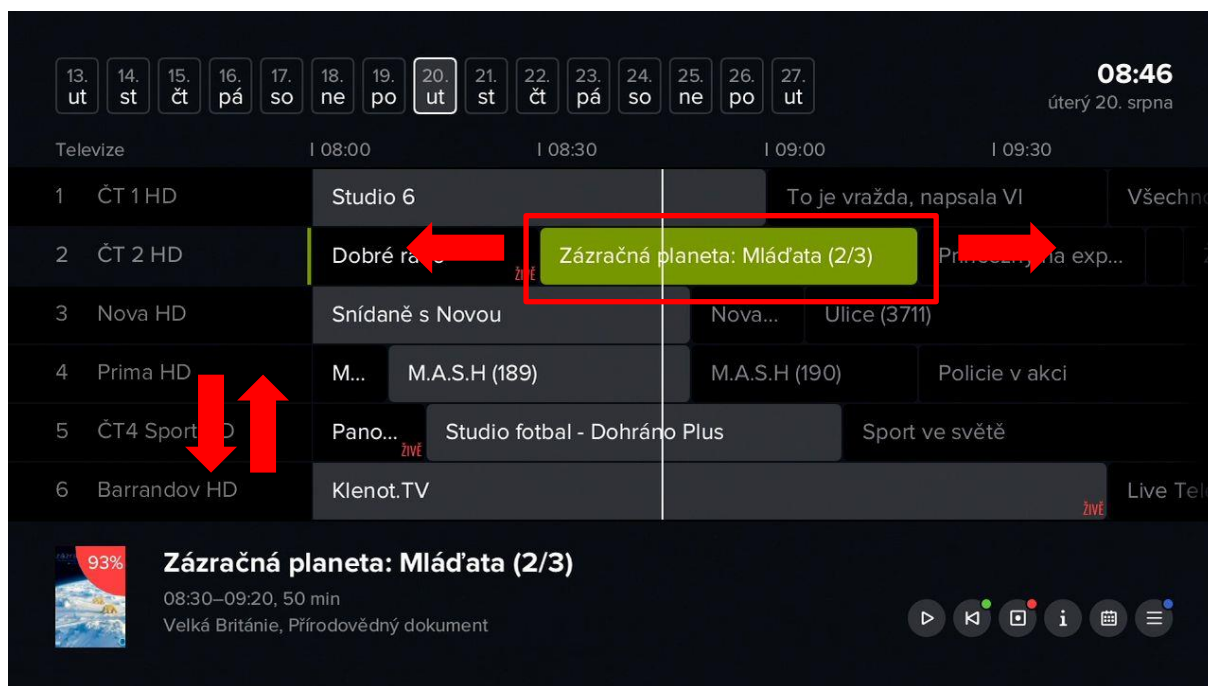 13. 14. 15. 16. 17. 18. 19. 20. 21. 22. 23. 24. 25. 26. 27.
ut st čt pá so ne po ut st čt pá so ne po ut
08:46
úterý 20. srpna
Televize 08:00 08:30 09:00 09:30
1 ČT 1 HD Studio 6 To je vražda, napsala VI Všechn
2 ČT 2 HD Dobré ŽIVĚ Zázračná planeta: Mláďata (2/3) na exp...
3 Nova HD Snídaně s Novou Nova... Ulice (3711)
4 Prima HD M... M.A.S.H (189) M.A.S.H (190) Policie v akci
5 ČT4 Sport Pano... ŽIVĚ Studio fotbal - Dohráno Plus Sport ve světě
6 Barrandov HD Klenot.TV ŽIVĚ Live Tel
93%
Zázračná planeta: Mláďata (2/3)
08:30–09:20, 50 min
Velká Británie, Přírodovědný dokument